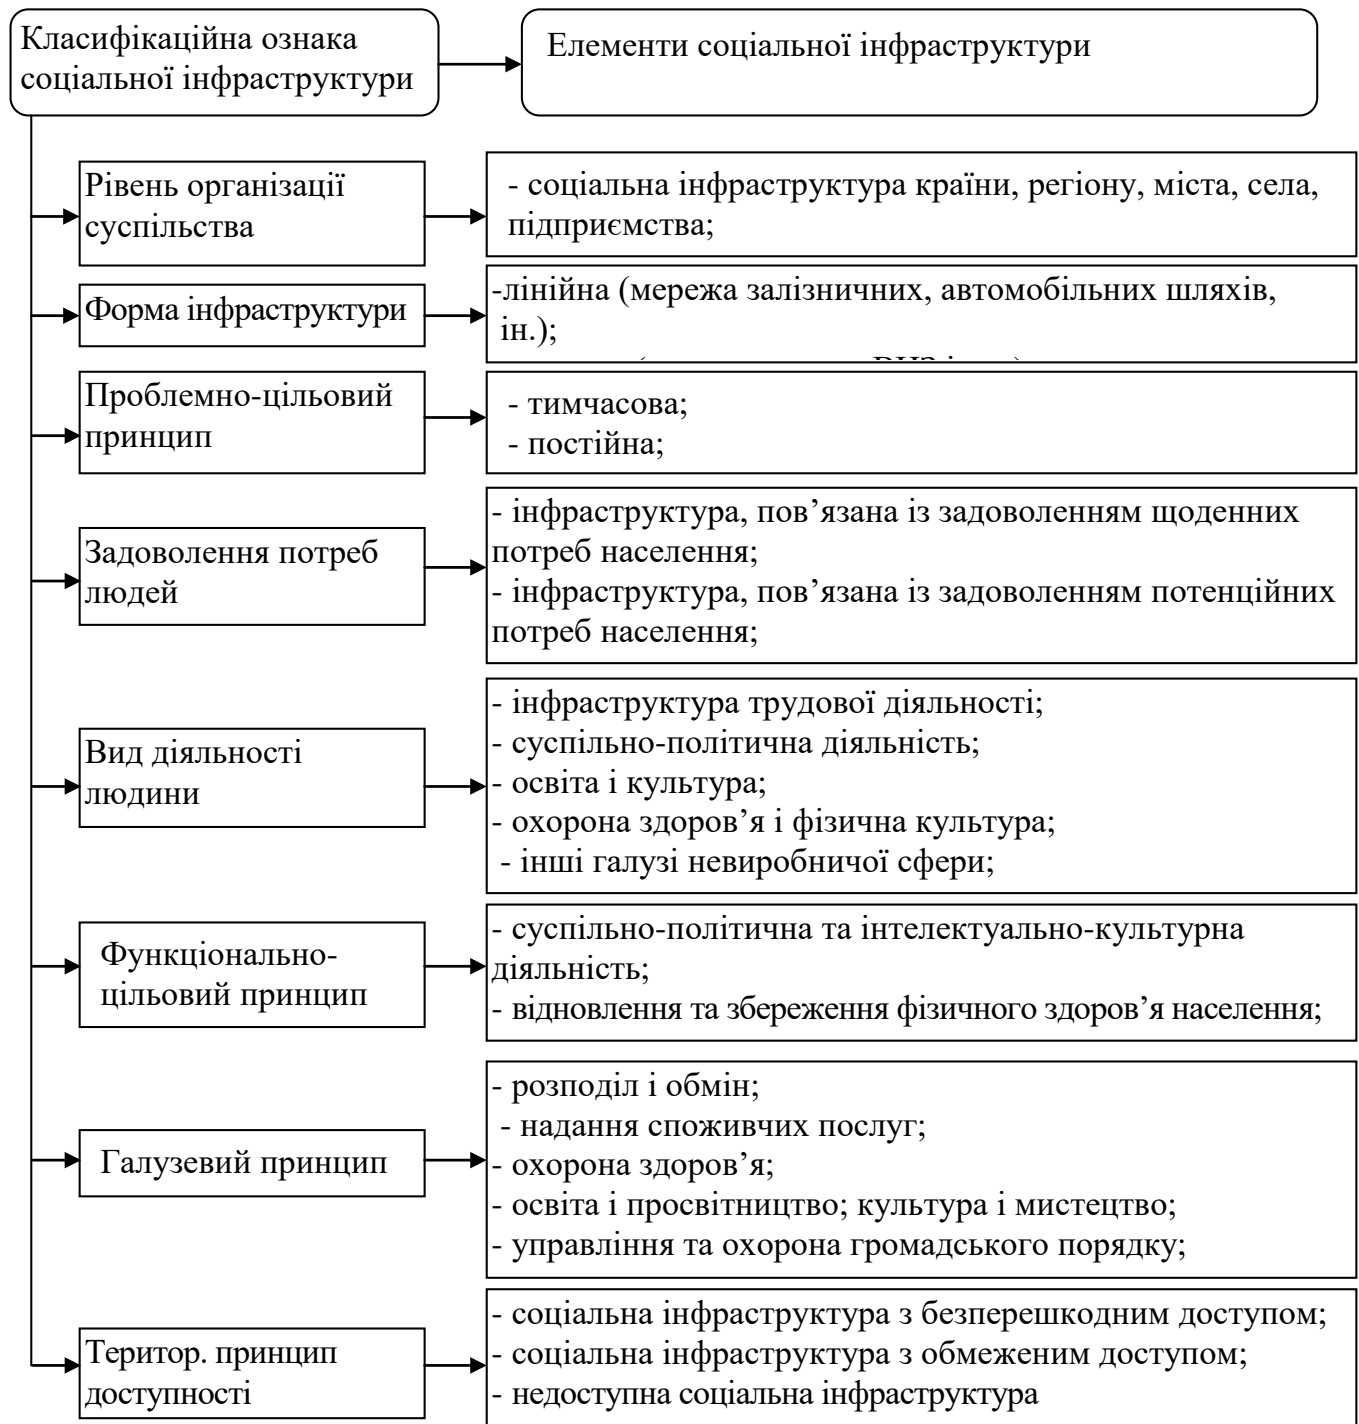 Класифікаційна ознака
соціальної інфраструктури
Елементи соціальної інфраструктури
Рівень організації
суспільства
- соціальна інфраструктура країни, регіону, міста, села,
підприємства;
Форма інфраструктури
-лінійна (мережа залізничних, автомобільних шляхів,
ін.);
Проблемно-цільовий
принцип
- тимчасова;
- постійна;
Задоволення потреб
людей
- інфраструктура, пов’язана із задоволенням щоденних
потреб населення;
- інфраструктура, пов’язана із задоволенням потенційних
потреб населення;
Вид діяльності
людини
- інфраструктура трудової діяльності;
- суспільно-політична діяльність;
- освіта і культура;
- охорона здоров’я і фізична культура;
- інші галузі невиробничої сфери;
Функціонально-
цільовий принцип
- суспільно-політична та інтелектуально-культурна
діяльність;
- відновлення та збереження фізичного здоров’я населення;
Галузевий принцип
- розподіл і обмін;
- надання споживчих послуг;
- охорона здоров’я;
- освіта і просвітництво; культура і мистецтво;
- управління та охорона громадського порядку;
Територ. принцип
доступності
- соціальна інфраструктура з безперешкодним доступом;
- соціальна інфраструктура з обмеженим доступом;
- недоступна соціальна інфраструктура